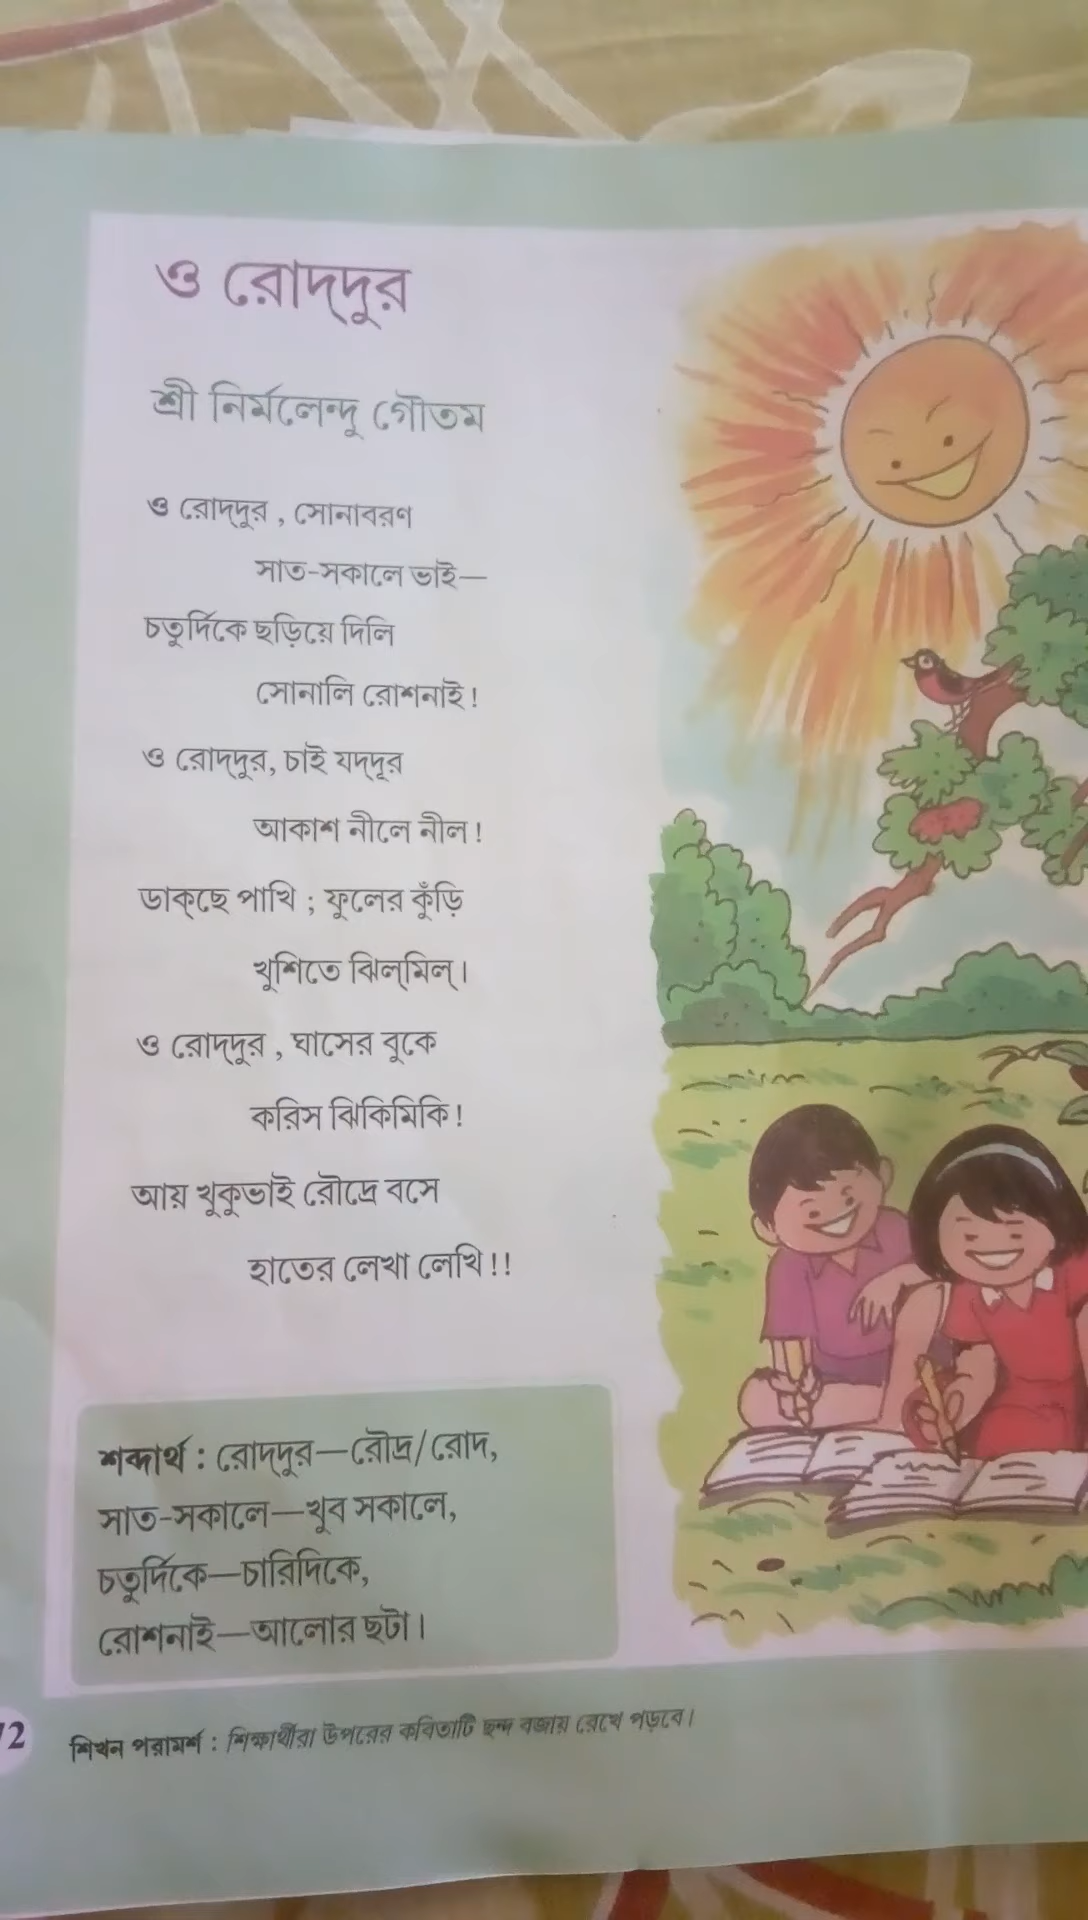 ও রোদ্‌দুর
শ্রী নির্মলেন্দু গৌতম
ও রোদ্‌দুর , সোনাবরণ
সাত-সকালে ভাই—
চতুর্দিকে ছড়িয়ে দিলি
সোনালি রোশনাই !
ও রোদ্‌দুর, চাই যদ্‌দূর
আকাশ নীলে নীল !
ডাক্‌ছে পাখি ; ফুলের কুঁড়ি
খুশিতে ঝিল্‌মিল্‌।
ও রোদ্‌দুর , ঘাসের বুকে
করিস ঝিকিমিকি !
আয় খুকুভাই রৌদ্রে বসে
হাতের লেখা লেখি !!
শব্দার্থ : রোদ্‌দুর—রৌদ্র/রোদ,
সাত-সকালে—খুব সকালে,
চতুর্দিকে—চারিদিকে,
রোশনাই—আলোর ছটা।
শিখন পরামর্শ : শিক্ষার্থীরা উপরের কবিতাটি ছন্দ বজায় রেখে পড়বে।